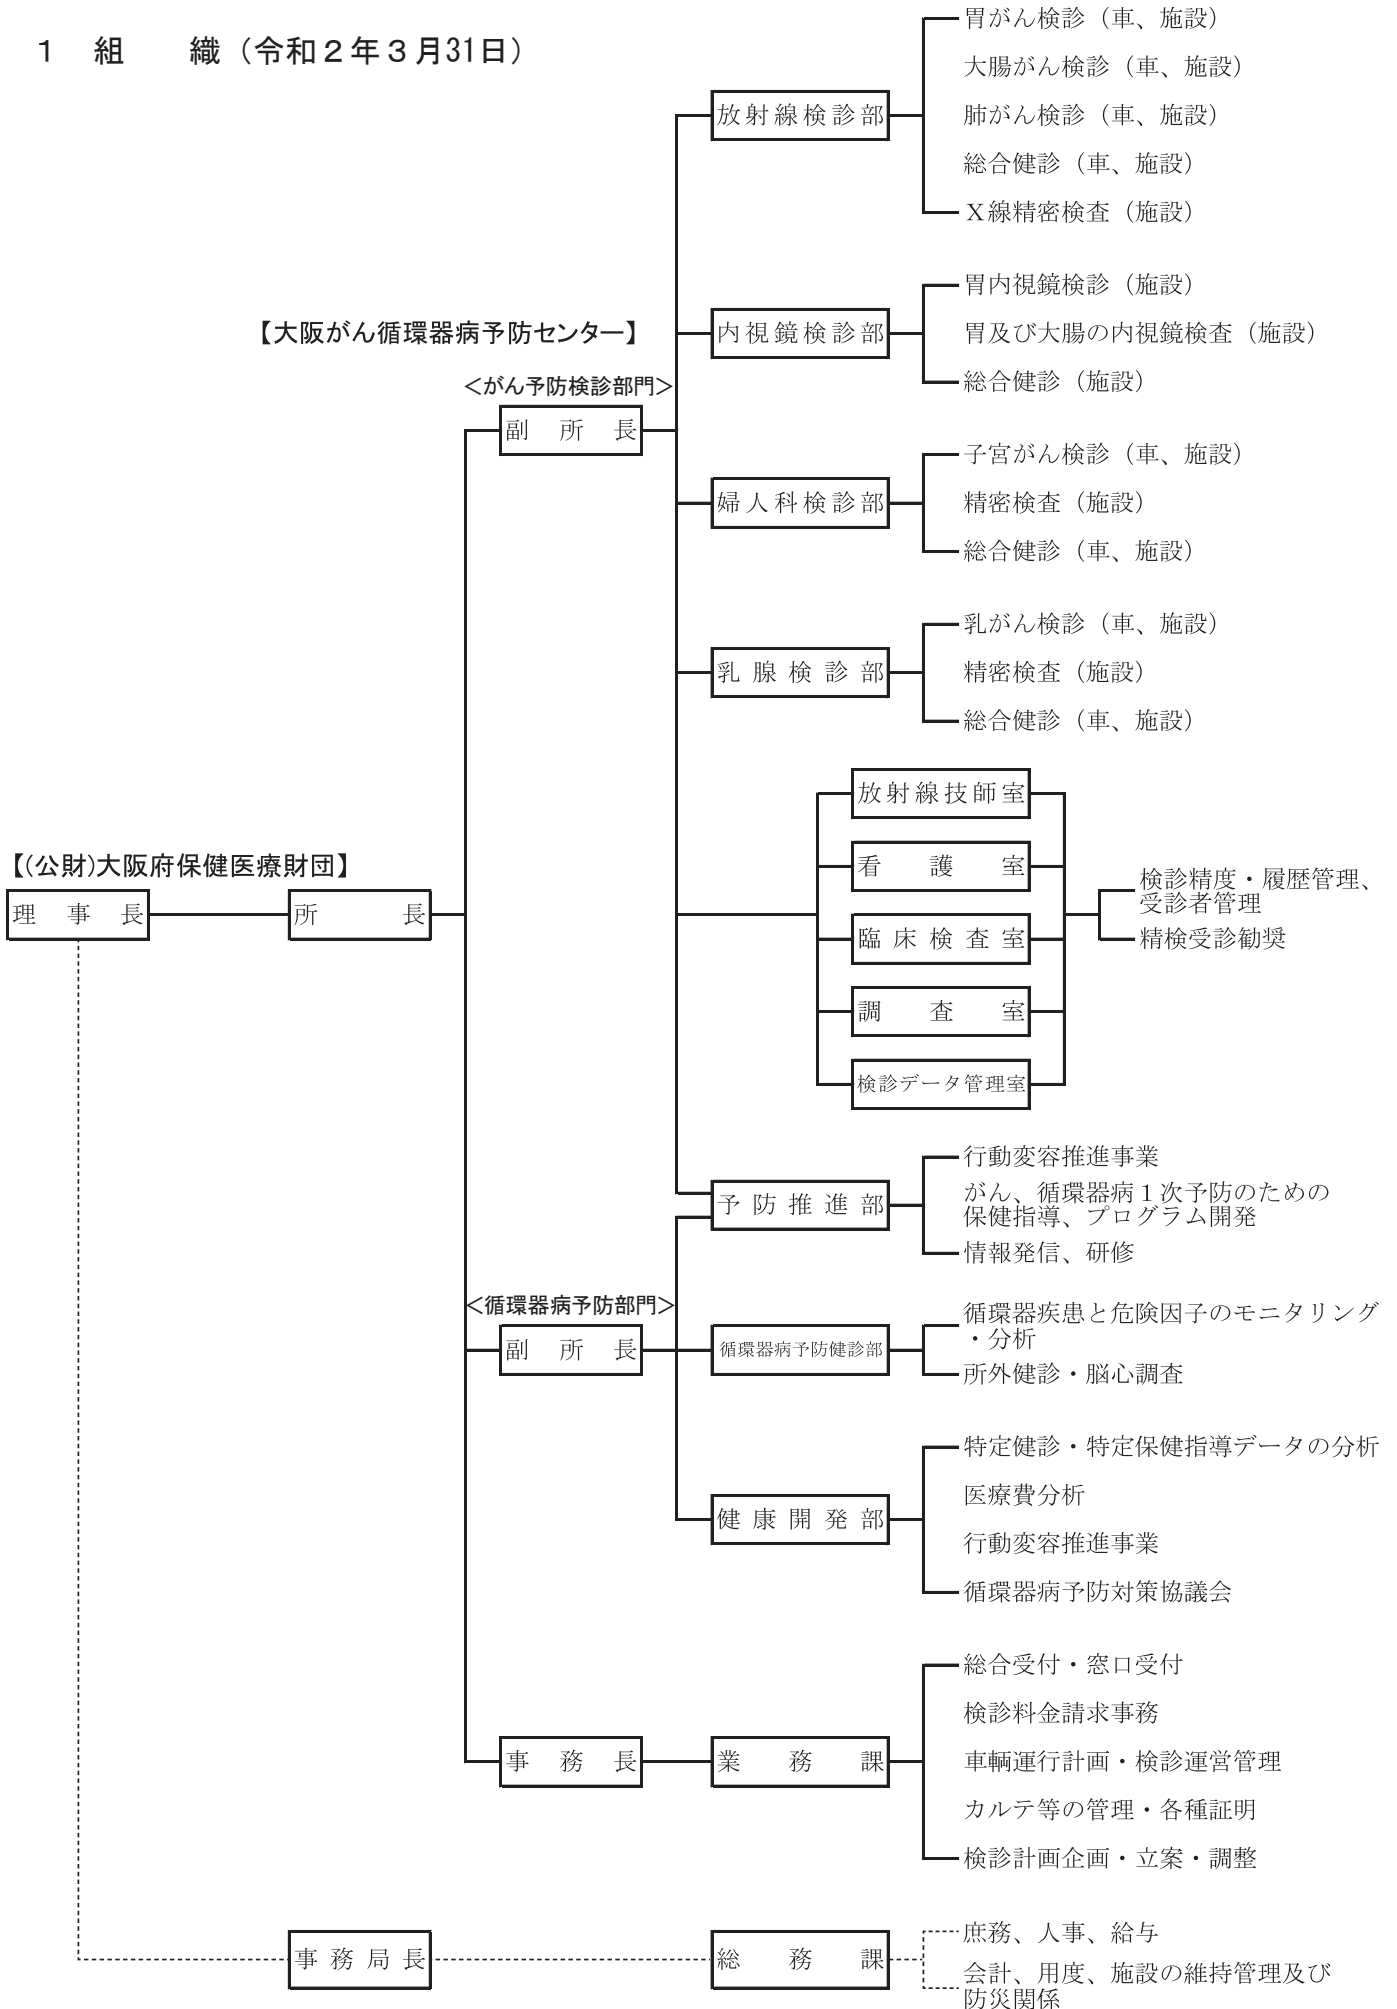 1 組 織（令和２年３月31日）
【大阪がん循環器病予防センター】
＜がん予防検診部門＞
副所長
放射線検診部
胃がん検診（車、施設）
大腸がん検診（車、施設）
肺がん検診（車、施設）
総合健診（車、施設）
Ｘ線精密検査（施設）
内視鏡検診部
胃内視鏡検診（施設）
胃及び大腸の内視鏡検査（施設）
総合健診（施設）
婦人科検診部
子宮がん検診（車、施設）
精密検査（施設）
総合健診（車、施設）
乳腺検診部
乳がん検診（車、施設）
精密検査（施設）
総合健診（車、施設）
【(公財)大阪府保健医療財団】
理事長
所長
放射線技師室
看護室
臨床検査室
調査室
検診データ管理室
検診精度・履歴管理、
受診者管理
精検受診勧奨
予防推進部
行動変容推進事業
がん、循環器病１次予防のための
保健指導、プログラム開発
情報発信、研修
＜循環器病予防部門＞
副所長
循環器病予防健診部
循環器疾患と危険因子のモニタリング
・分析
所外健診・脳心調査
健康開発部
特定健診・特定保健指導データの分析
医療費分析
行動変容推進事業
循環器病予防対策協議会
事務長
業務課
総合受付・窓口受付
検診料金請求事務
車輌運行計画・検診運営管理
カルテ等の管理・各種証明
検診計画企画・立案・調整
事務局長
総務課
庶務、人事、給与
会計、用度、施設の維持管理及び
防災関係